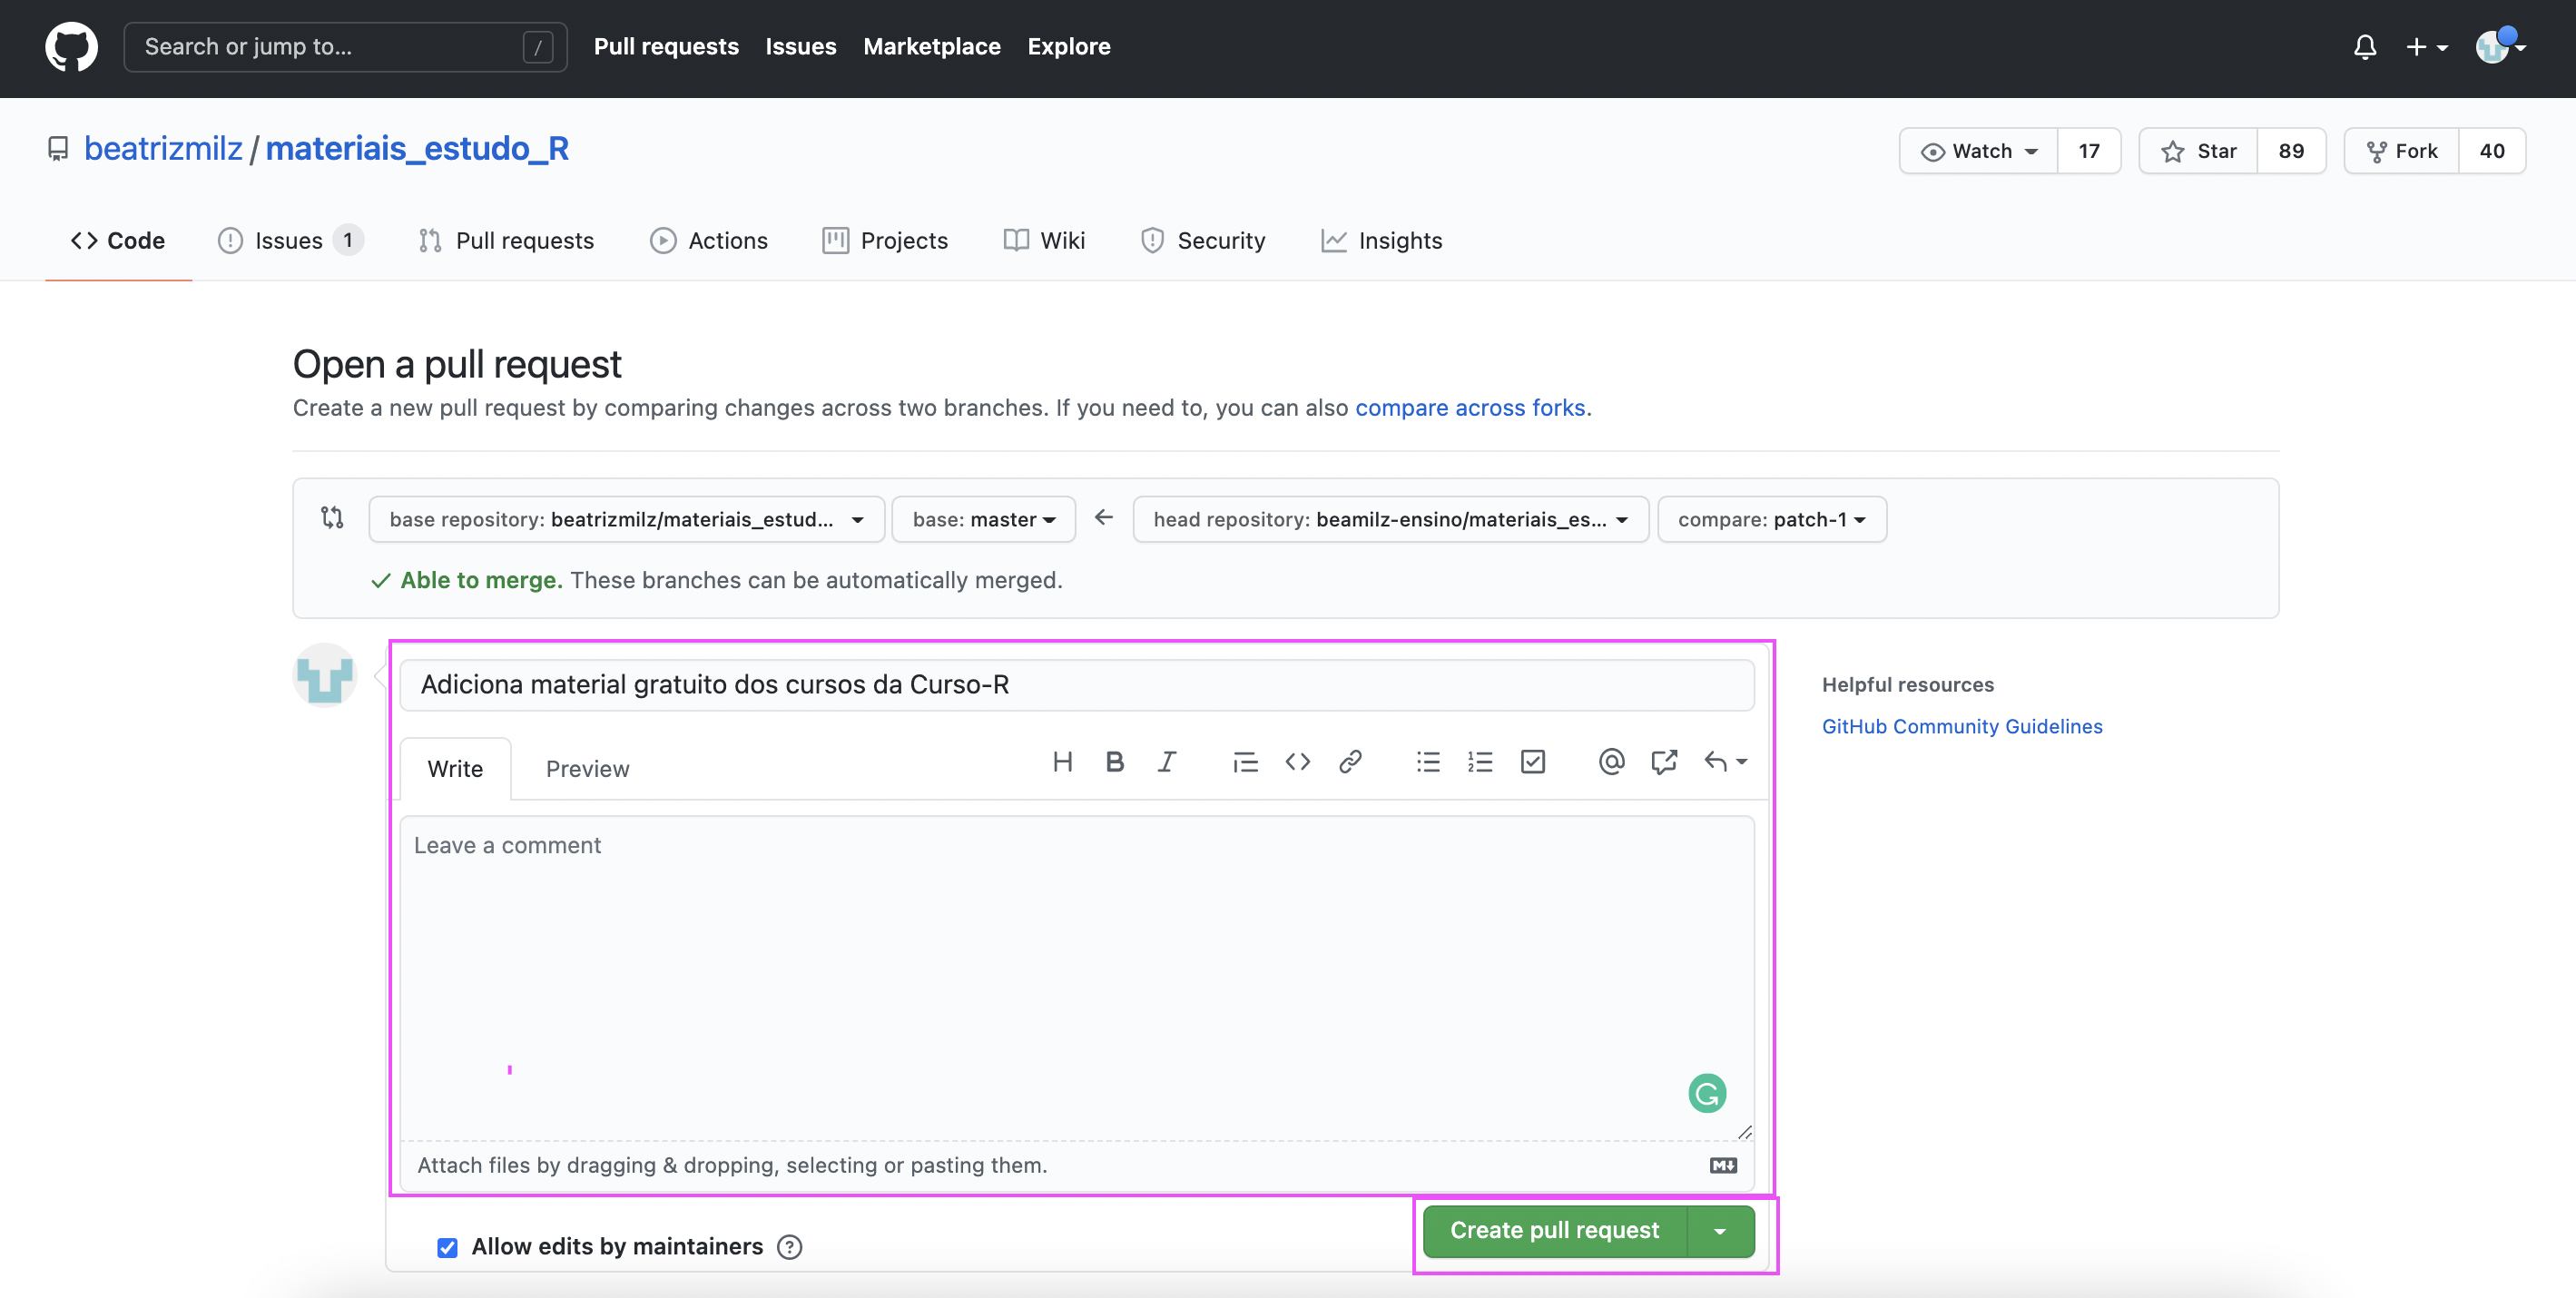 Search or jump to... /
Pull requests Issues Marketplace Explore
beatrizmilz / materiais_estudo_R
Watch 17 Star 89 Fork 40
Code Issues 1 Pull requests Actions Projects Wiki Security Insights
Open a pull request
Create a new pull request by comparing changes across two branches. If you need to, you can also compare across forks.
base repository: beatrizmilz/materiais_estud... base: master ← head repository: beamilz-ensino/materiais_es... compare: patch-1
Able to merge. These branches can be automatically merged.
Adiciona material gratuito dos cursos da Curso-R
Helpful resources
GitHub Community Guidelines
Write Preview
Leave a comment
Attach files by dragging & dropping, selecting or pasting them.
Allow edits by maintainers ?
Create pull request